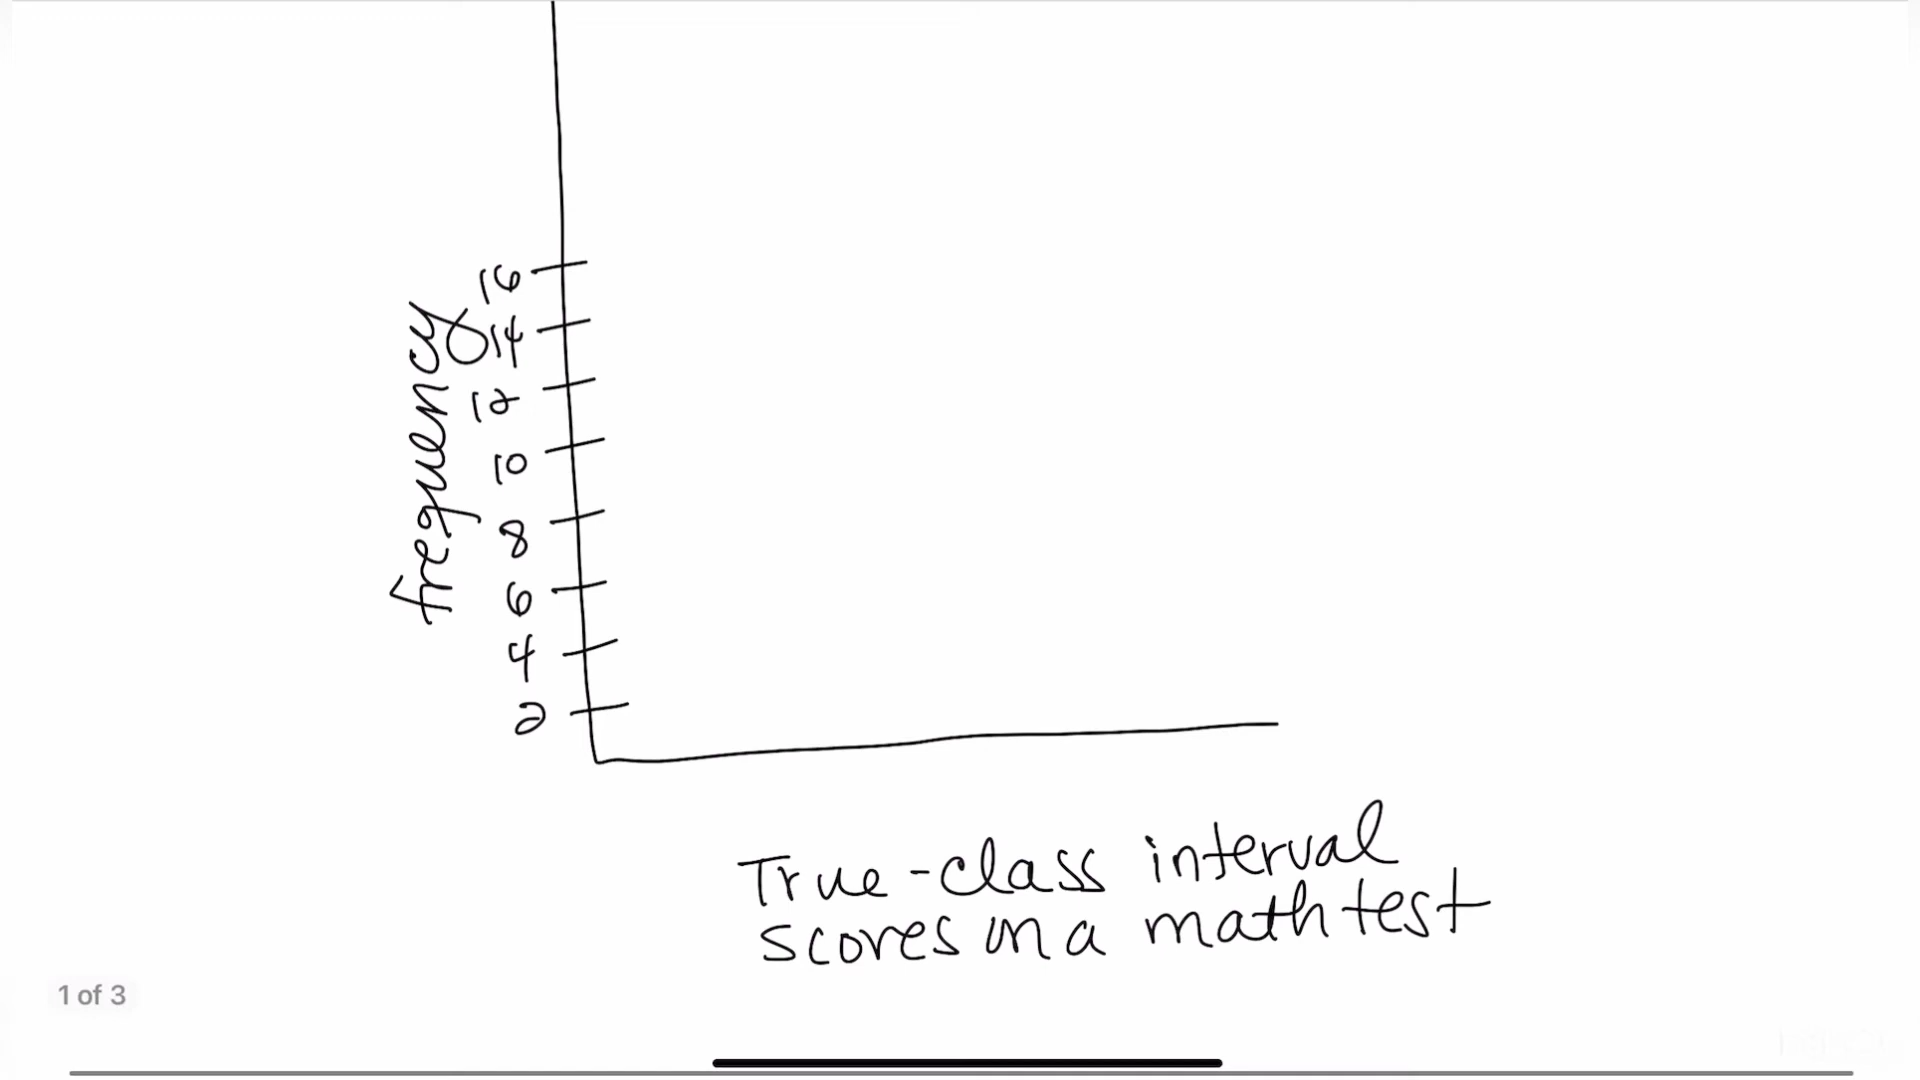 frequency
16
14
12
10
8
6
4
2
True-class interval
scores on a math test
1 of 3